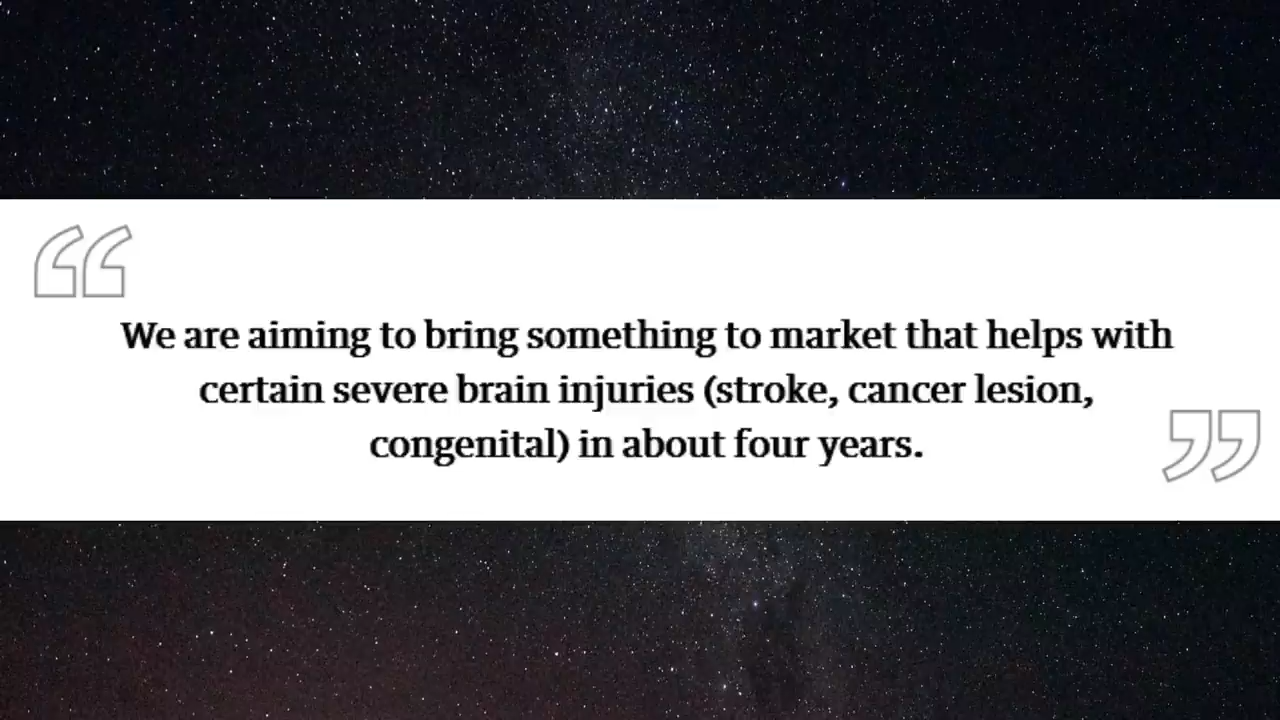 “
We are aiming to bring something to market that helps with
certain severe brain injuries (stroke, cancer lesion,
congenital) in about four years.
”